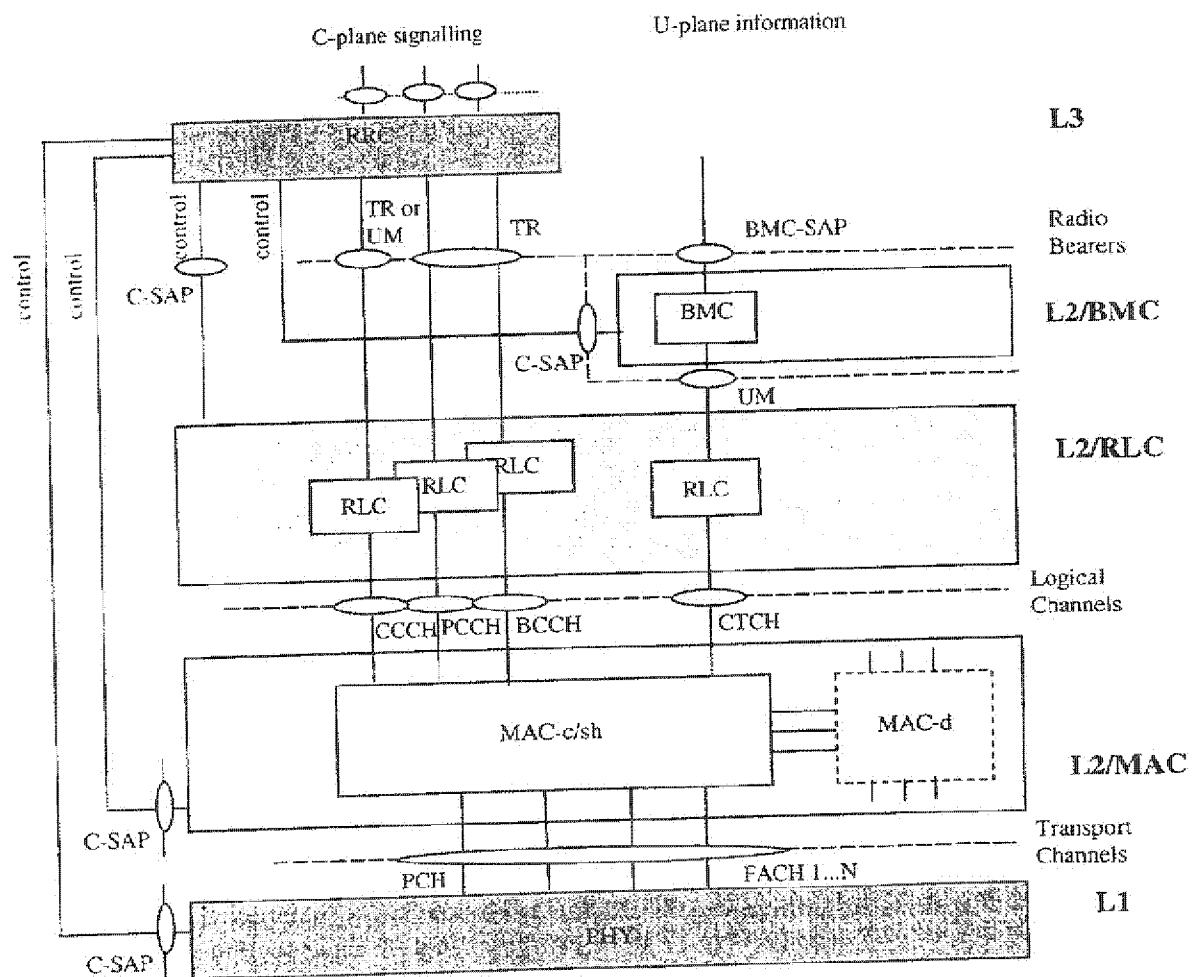 C-plane signalling
U-plane information
L3
RRC
control
control
control
control
TR or
UM
TR
BMC-SAP
Radio
Bearers
C-SAP
BMC
L2/BMC
C-SAP
UM
L2/RLC
RLC
RLC
RLC
RLC
Logical
Channels
CCCH
PCCH
BCCH
CTCH
MAC-c/sh
MAC-d
L2/MAC
C-SAP
Transport
Channels
PCH
FACH 1...N
L1
PHY
C-SAP